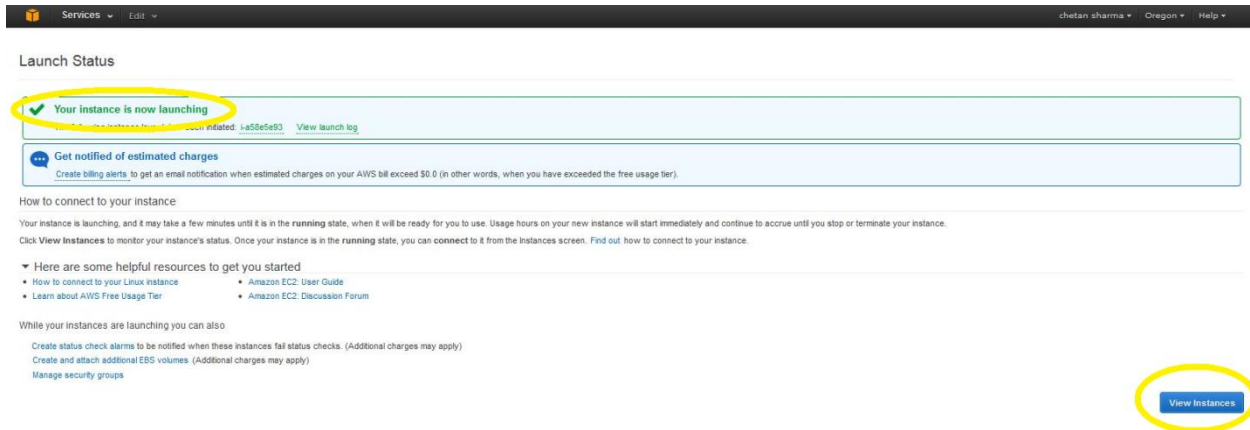 Services Edit chetan sharma Oregon Help
Launch Status
Your instance is now launching
initiated: i-a58e5e93 View launch log
Get notified of estimated charges
Create billing alerts to get an email notification when estimated charges on your AWS bill exceed $0.0 (in other words, when you have exceeded the free usage tier).
How to connect to your instance
Your instance is launching, and it may take a few minutes until it is in the running state, when it will be ready for you to use. Usage hours on your new instance will start immediately and continue to accrue until you stop or terminate your instance.
Click View Instances to monitor your instance's status. Once your instance is in the running state, you can connect to it from the Instances screen. Find out how to connect to your instance.
Here are some helpful resources to get you started
• How to connect to your Linux instance • Amazon EC2: User Guide
• Learn about AWS Free Usage Tier • Amazon EC2: Discussion Forum
While your instances are launching you can also
Create status check alarms to be notified when these instances fail status checks. (Additional charges may apply)
Create and attach additional EBS volumes (Additional charges may apply)
Manage security groups
View Instances